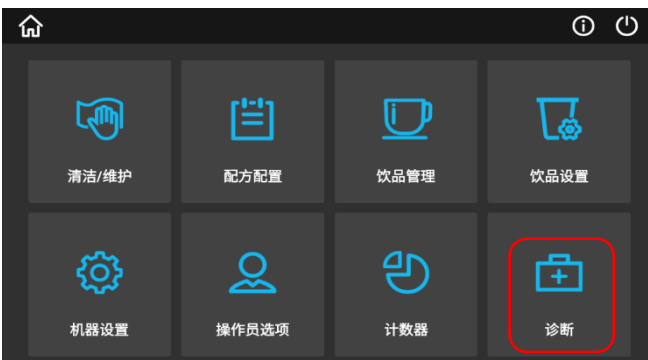 清洁/维护
配方配置
饮品管理
饮品设置
机器设置
操作员选项
计数器
诊断